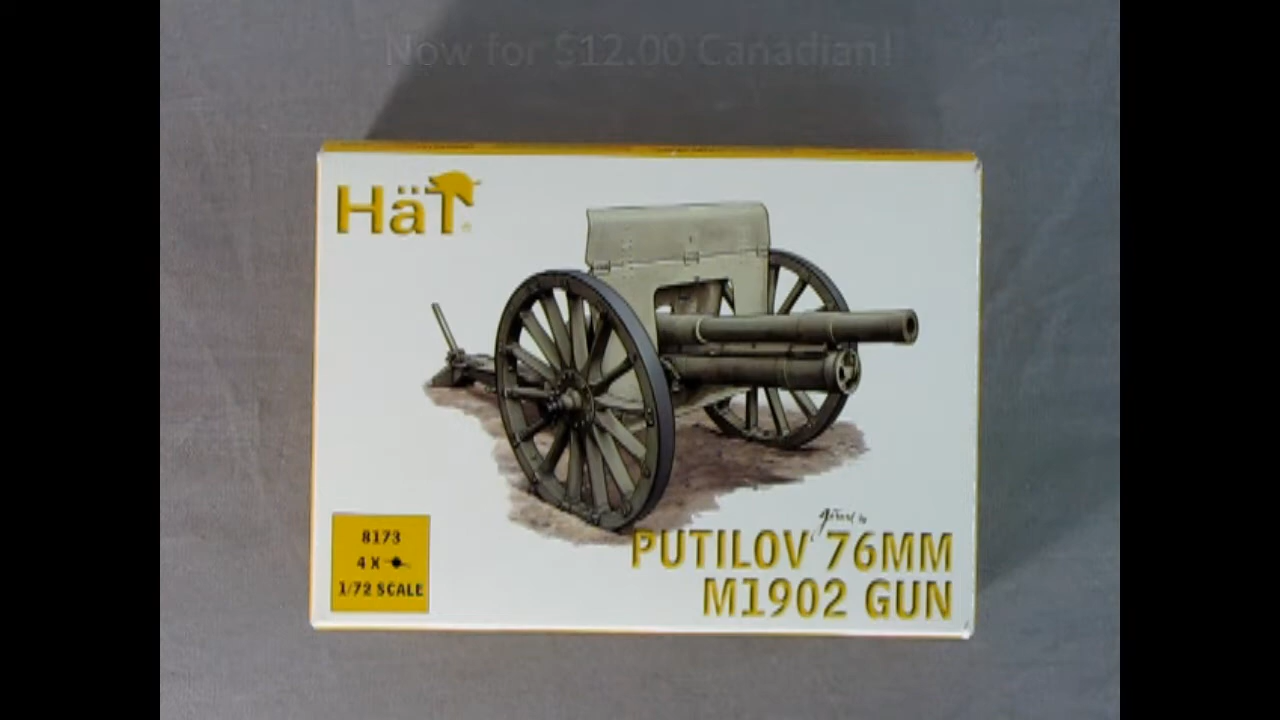 Now for $12.00 Canadian!
HäT
8173
4 X
1/72 SCALE
PUTILOV 76MM
M1902 GUN